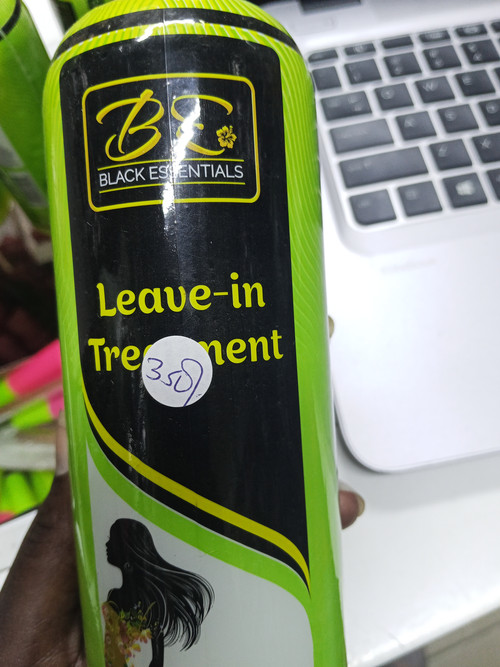 BE
BLACK ESSENTIALS
Leave-in
Tre ment
350/.